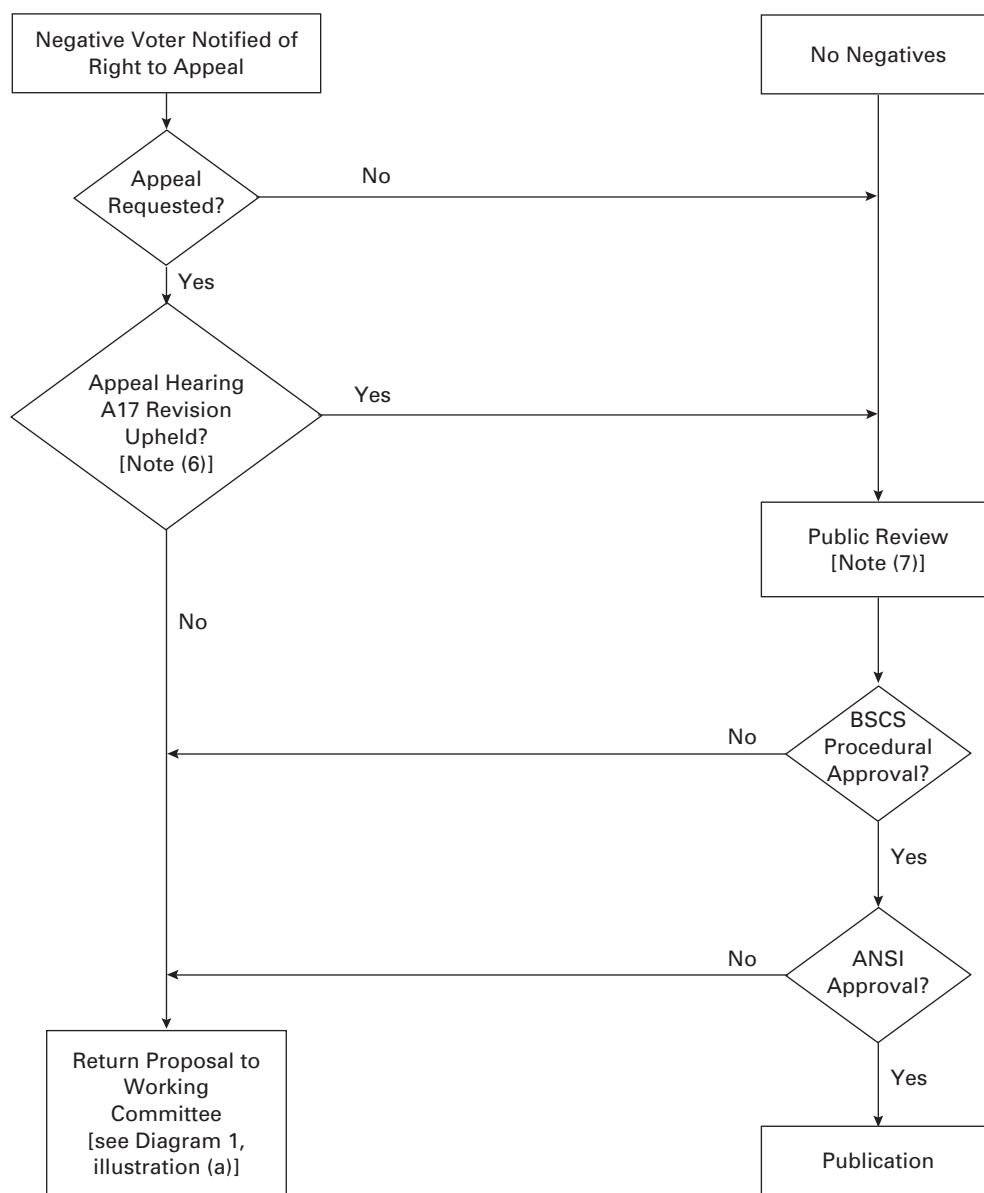 Negative Voter Notified of
Right to Appeal
No Negatives
Appeal
Requested?
No
Yes
Appeal Hearing
A17 Revision
Upheld?
[Note (6)]
Yes
Public Review
[Note (7)]
No
BSCS
Procedural
Approval?
No
Yes
ANSI
Approval?
No
Yes
Return Proposal to
Working
Committee
[see Diagram 1,
illustration (a)]
Publication